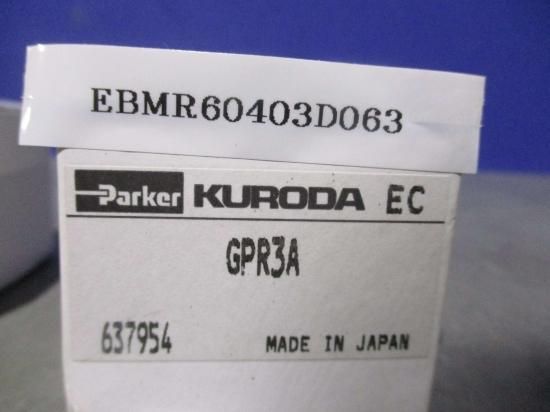 EBMR60403D063
Parker KURODA EC
GPR3A
637954 MADE IN JAPAN